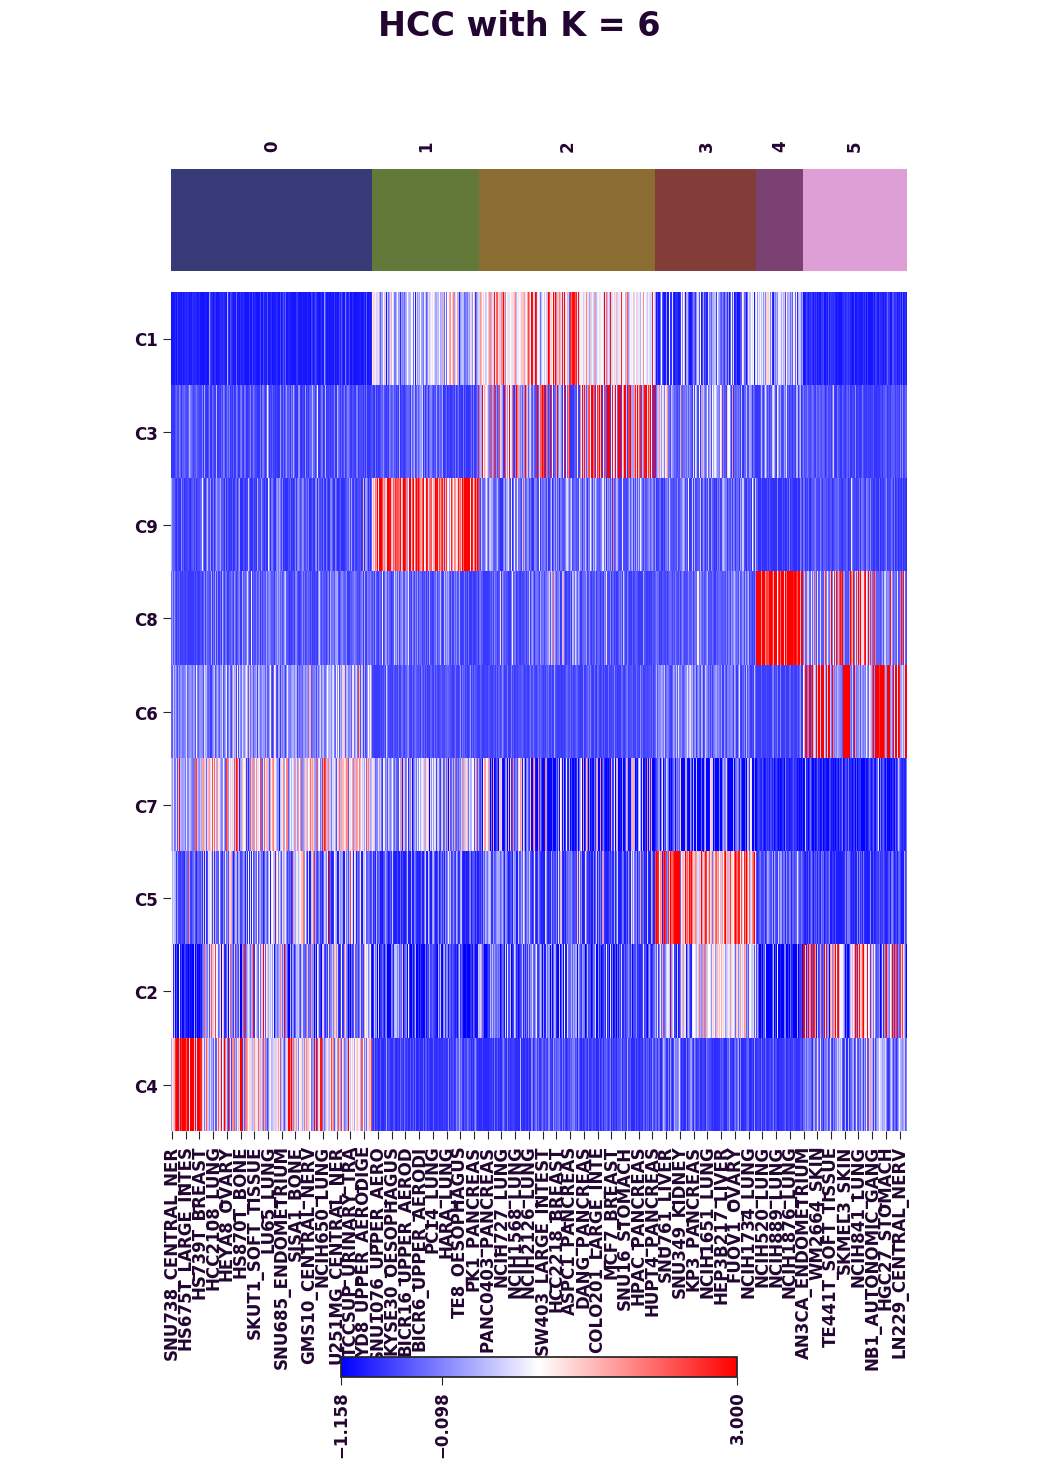 HCC with K = 6
0
1
2
3
4
5
C1
C3
C9
C8
C6
C7
C5
C2
C4
SNU738_CENTRAL_NER
HS675T_LARGE_INTES
HS739T_BREAST
HCC2108_LUNG
HEYA8_OVARY
HS870T_BONE
SKUT1_SOFT_TISSUE
LU65_LUNG
SNU685_ENDOMETRIUM
SJSA1_BONE
GMS10_CENTRAL_NERV
NCIH650_LUNG
U251MG_CENTRAL_NER
SNU1076_UPPER_AERO
KYSE30_OESOPHAGUS
BICR16_UPPER_AEROD
BICR6_UPPER_AERODI
PC14_LUNG
HARA_LUNG
TE8_OESOPHAGUS
PK1_PANCREAS
PANC0403_PANCREAS
NCIH727_LUNG
NCIH1568_LUNG
NCIH2126_LUNG
SW403_LARGE_INTEST
HCC2218_BREAST
ASPC1_PANCREAS
DANG_PANCREAS
COLO201_LARGE_INTE
MCF7_BREAST
SNU16_STOMACH
HPAC_PANCREAS
HUPT4_PANCREAS
SNU761_LIVER
SNU349_KIDNEY
KP3_PANCREAS
NCIH1651_LUNG
HEP3B217_LIVER
FUOV1_OVARY
NCIH1734_LUNG
NCIH520_LUNG
NCIH889_LUNG
NCIH1876_LUNG
AN3CA_ENDOMETRIUM
WM2664_SKIN
TE441T_SOFT_TISSUE
SKMEL3_SKIN
NCIH841_LUNG
NB1_AUTONOMIC_GANG
HGC27_STOMACH
LN229_CENTRAL_NERV
−1.158
−0.098
3.000